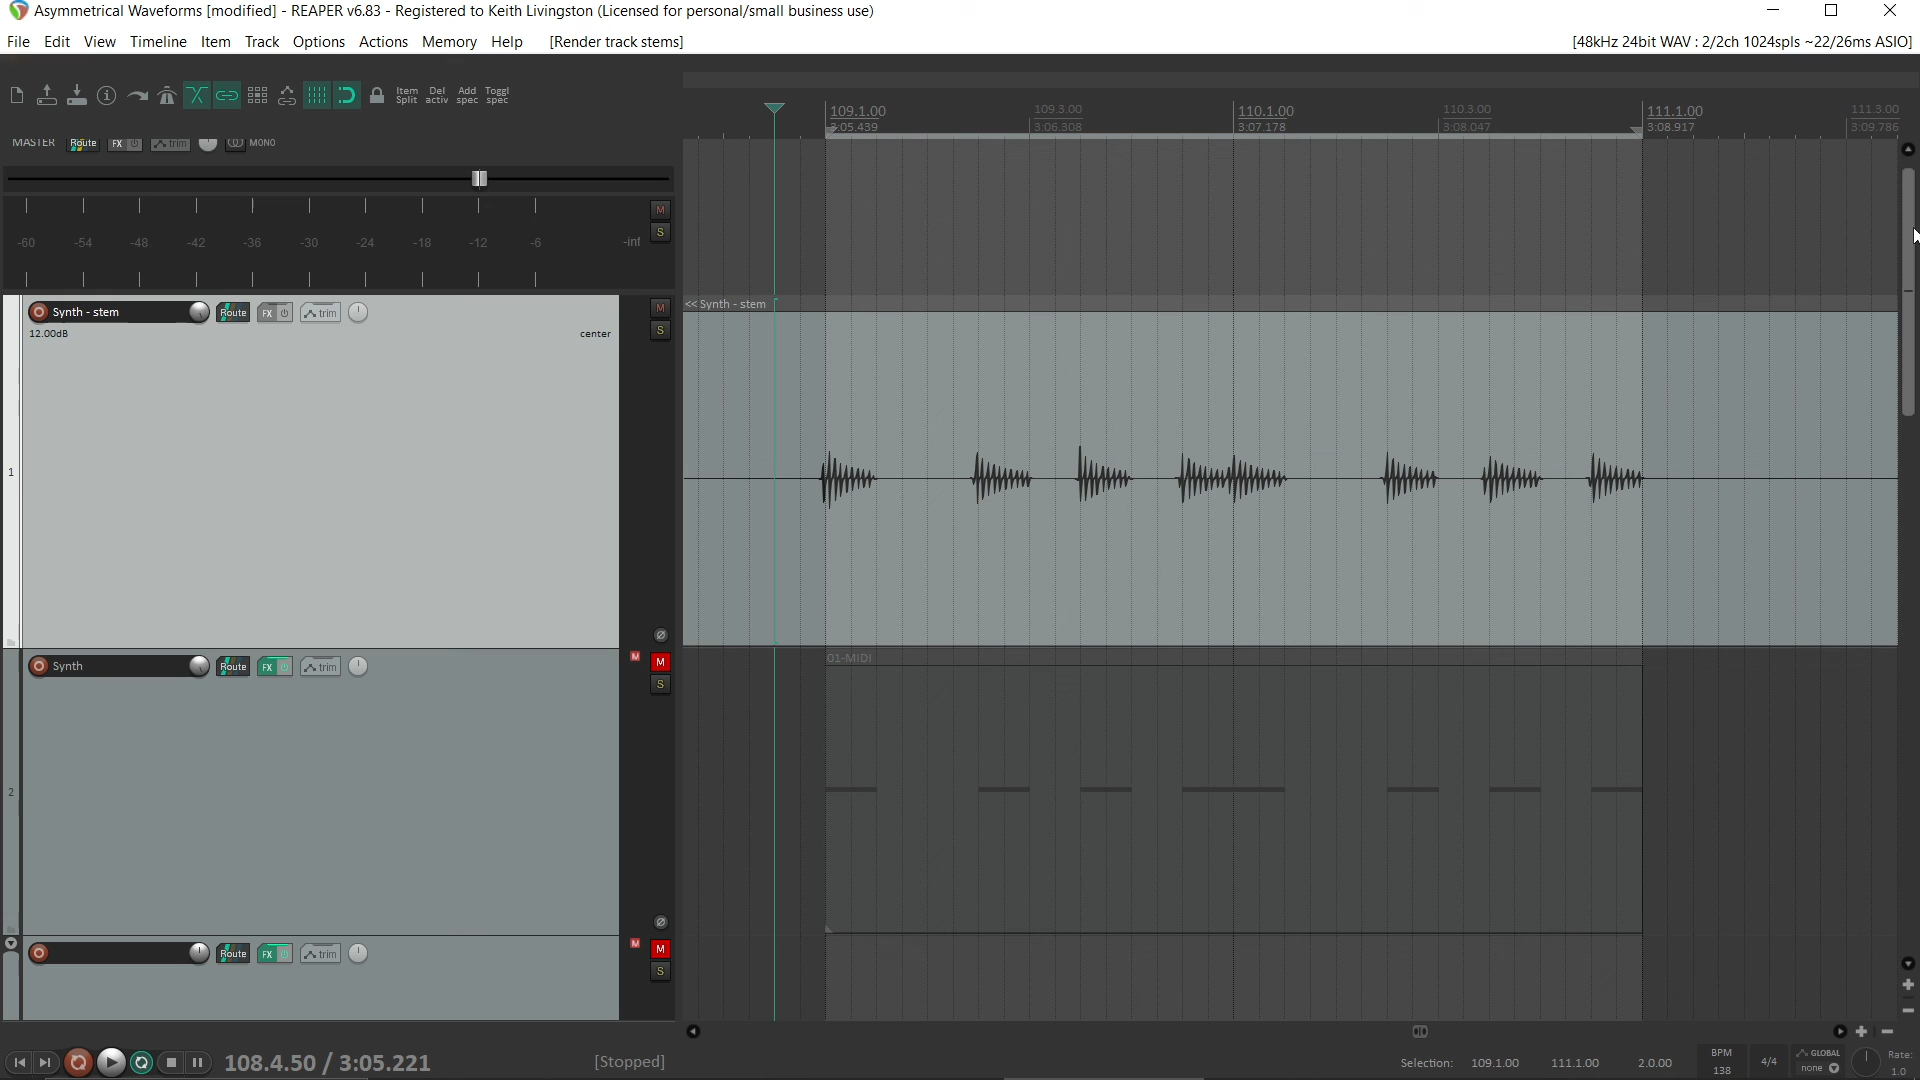 Asymmetrical Waveforms [modified] - REAPER v6.83 - Registered to Keith Livingston (Licensed for personal/small business use)
File Edit View Timeline Item Track Options Actions Memory Help [Render track stems] [48kHz 24bit WAV : 2/2ch 1024spls ~22/26ms ASIO]
Item Split Del activ Add spec Toggl spec
109.1.00 109.3.00 110.1.00 110.3.00 111.1.00 111.3.00
3:05.439 3:06.308 3:07.178 3:08.047 3:08.917 3:09.786
MASTER Route FX trim MONO
M
S
-60 -54 -48 -42 -36 -30 -24 -18 -12 -6 -inf
Synth - stem Route FX trim M
<< Synth - stem
12.00dB center S
1
Synth Route FX trim M M
01-MIDI
S
2
Route FX trim M M
S
108.4.50 / 3:05.221 [Stopped] Selection: 109.1.00 111.1.00 2.0.00 BPM 138 4/4 GLOBAL none Rate: 1.0